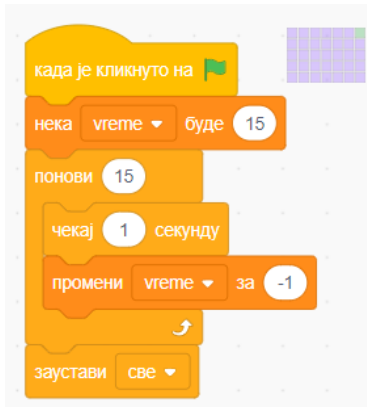 када је кликнуто на
нека vreme буде 15
понови 15
чекај 1 секунду
промени vreme за -1
заустави све